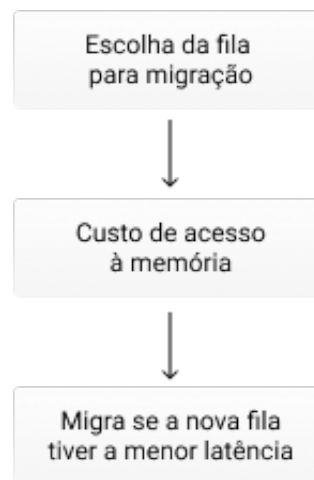 Escolha da fila
para migração
Custo de acesso
à memória
Migra se a nova fila
tiver a menor latência